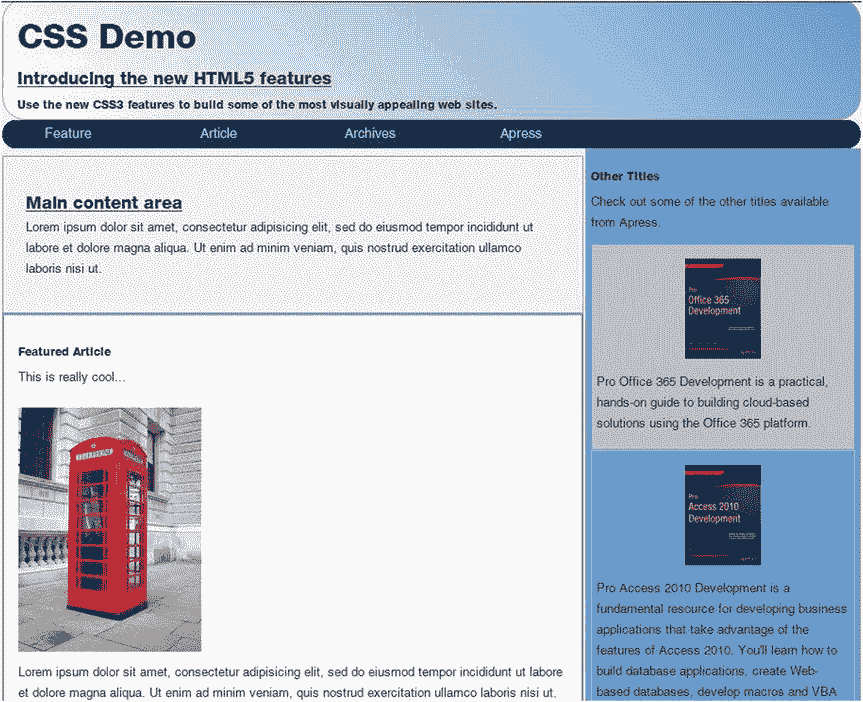 CSS Demo
Introducing the new HTML5 features
Use the new CSS3 features to build some of the most visually appealing web sites.
Feature Article Archives Apress
Main content area
Lorem ipsum dolor sit amet, consectetur adipisicing elit, sed do eiusmod tempor incididunt ut
labore et dolore magna aliqua. Ut enim ad minim veniam, quis nostrud exercitation ullamco
laboris nisi ut.
Featured Article
This is really cool...
Lorem ipsum dolor sit amet, consectetur adipisicing elit, sed do eiusmod tempor incididunt ut labore
et dolore magna aliqua. Ut enim ad minim veniam, quis nostrud exercitation ullamco laboris nisi ut.
Other Titles
Check out some of the other titles available
from Apress.
Pro
Office 365
Development
Pro Office 365 Development is a practical,
hands-on guide to building cloud-based
solutions using the Office 365 platform.
Pro
Access 2010
Development
Pro Access 2010 Development is a
fundamental resource for developing business
applications that take advantage of the
features of Access 2010. You'll learn how to
build database applications, create Web-
based databases, develop macros and VBA